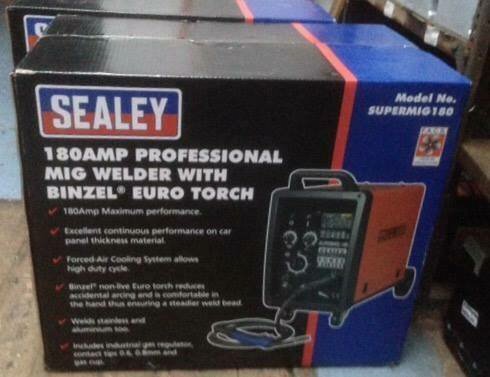 SEALEY
Model No.
SUPERMIG180
180AMP PROFESSIONAL
MIG WELDER WITH
BINZEL® EURO TORCH
✓ 180Amp Maximum performance.
✓ Excellent continuous performance on car
panel thickness material.
✓ Forced-Air Cooling System allows
high duty cycle.
✓ Binzel® non-live Euro torch reduces
accidental arcing and is comfortable in
the hand thus ensuring a steadier weld bead.
✓ Welds stainless and
aluminium too.
✓ Includes industrial gas regulator,
contact tips 0.6, 0.8mm and
gas cup.